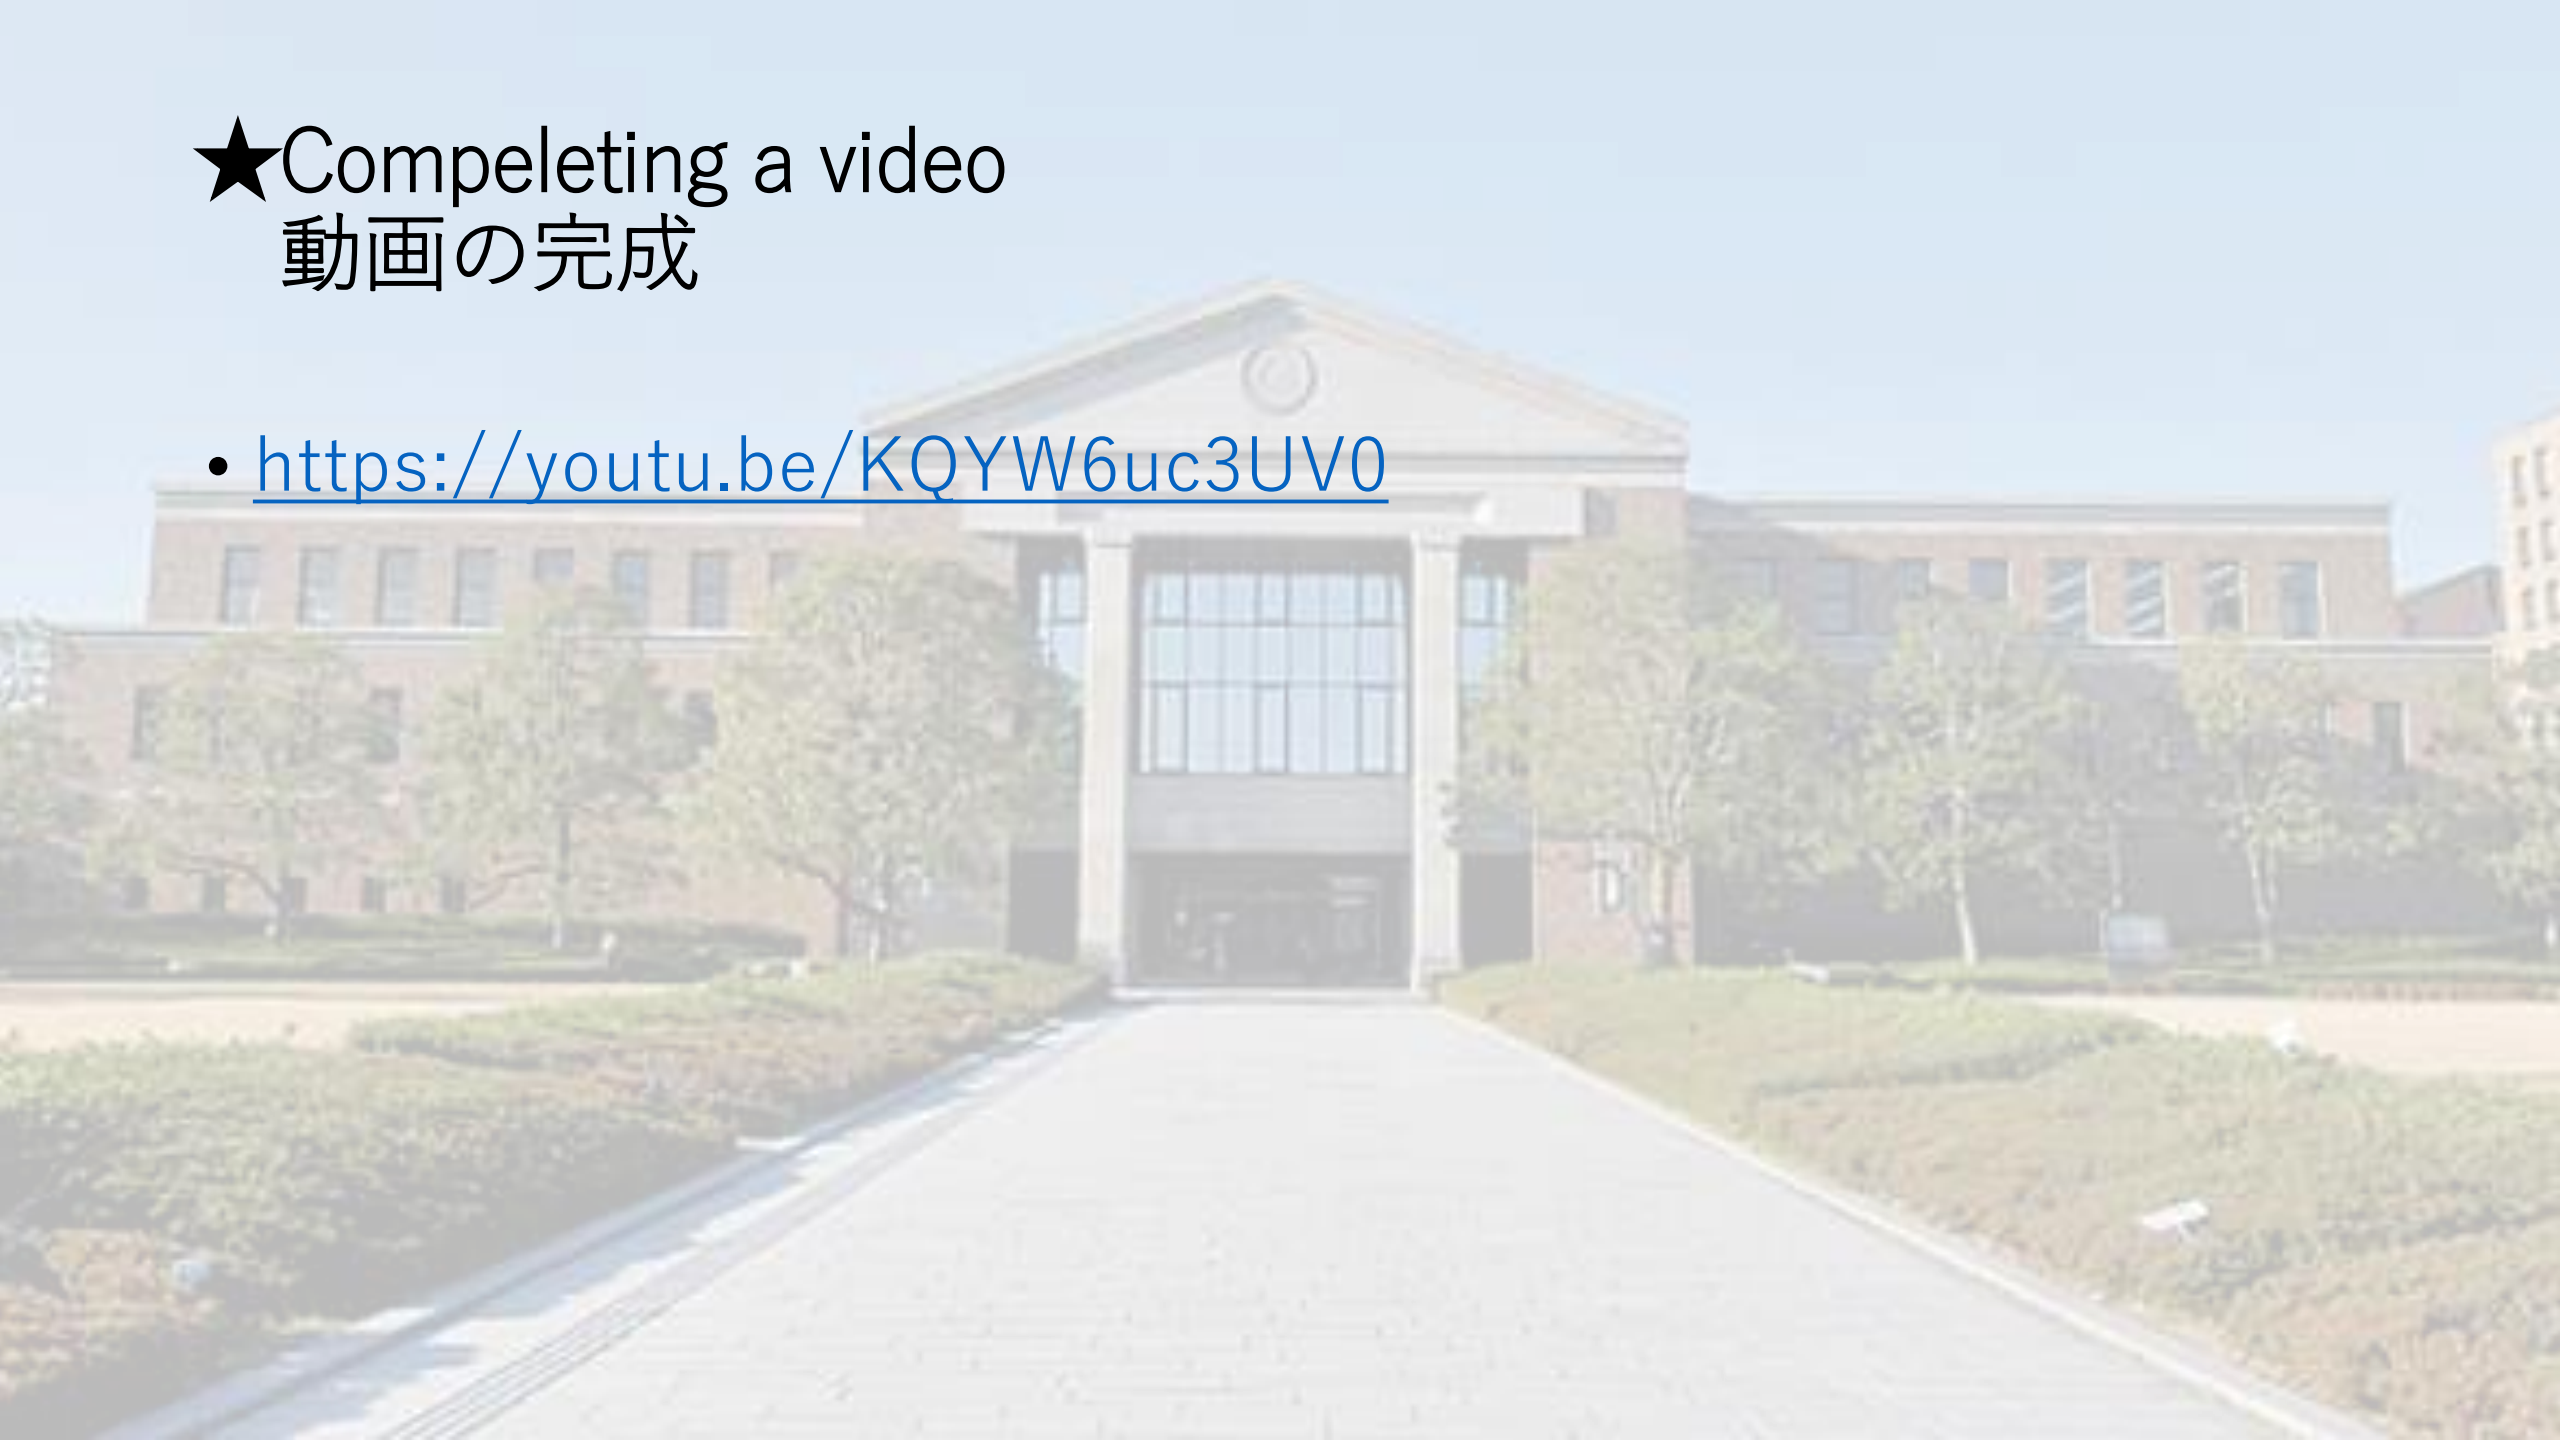 ★Compeleting a video
動画の完成
• https://youtu.be/KQYW6uc3UV0